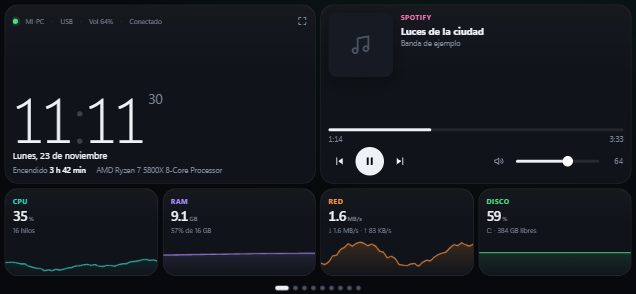 MI-PC · USB · Vol 64% · Conectado
11:11 30
Lunes, 23 de noviembre
Encendido 3 h 42 min AMD Ryzen 7 5800X 8-Core Processor
SPOTIFY
Luces de la ciudad
Banda de ejemplo
1:14 3:33
64
CPU
35 %
16 hilos
RAM
9.1 GB
57% de 16 GB
RED
1.6 MB/s
↓ 1.6 MB/s · ↑ 83 KB/s
DISCO
59 %
C: · 384 GB libres